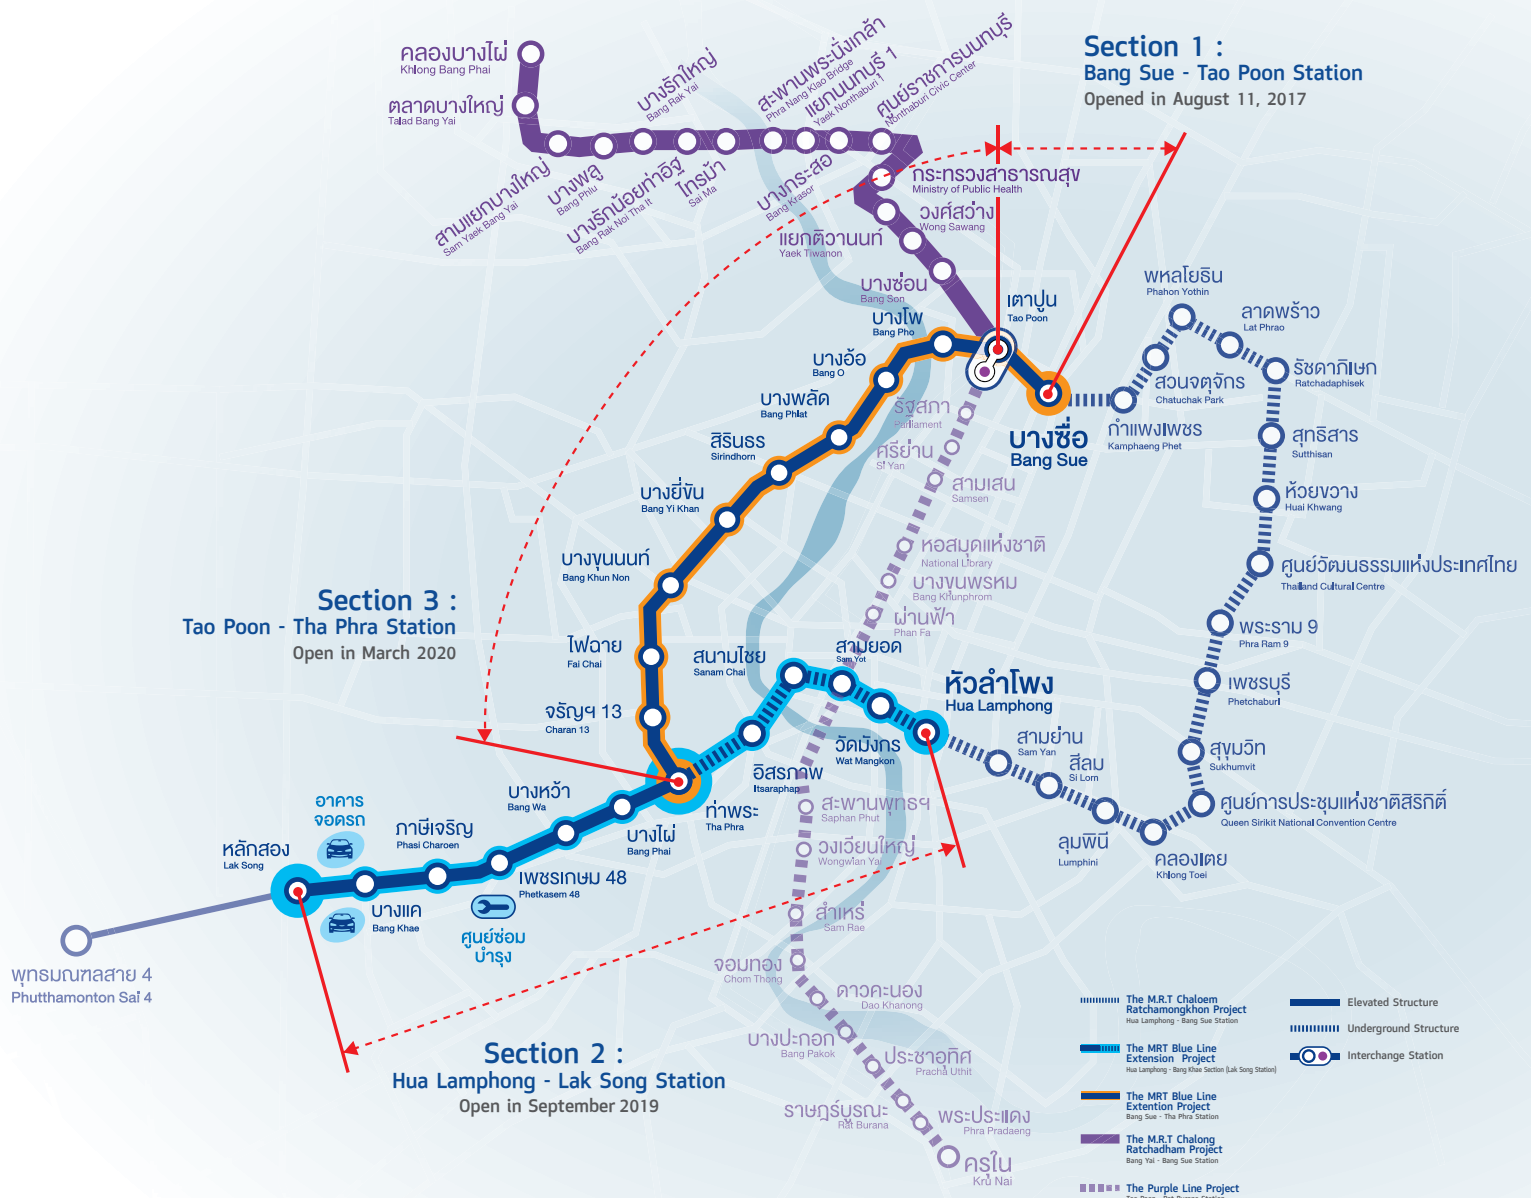 คลองบางไผ่
Khlong Bang Phai
ตลาดบางใหญ่
Talad Bang Yai
สามแยกบางใหญ่
Sam Yaek Bang Yai
บางพลู
Bang Phlu
บางรักใหญ่
Bang Rak Yai
บางรักน้อยท่าอิฐ
Bang Rak Noi Tha It
ไทรม้า
Sai Ma
สะพานพระนั่งเกล้า
Phra Nang Klao Bridge
แยกนนทบุรี 1
Yaek Nonthaburi 1
บางกระสอ
Bang Krasor
ศูนย์ราชการนนทบุรี
Nonthaburi Civic Center
กระทรวงสาธารณสุข
Ministry of Public Health
แยกติวานนท์
Yaek Tiwanon
วงศ์สว่าง
Wong Sawang
บางซ่อน
Bang Son
เตาปูน
Tao Poon
Section 1 :
Bang Sue - Tao Poon Station
Opened in August 11, 2017
บางโพ
Bang Pho
บางอ้อ
Bang O
บางพลัด
Bang Phlat
สิรินธร
Sirindhorn
บางยี่ขัน
Bang Yi Khan
บางขุนนนท์
Bang Khun Non
ไฟฉาย
Fai Chai
จรัญฯ 13
Charan 13
Section 3 :
Tao Poon - Tha Phra Station
Open in March 2020
บางซื่อ
Bang Sue
กำแพงเพชร
Kamphaeng Phet
สวนจตุจักร
Chatuchak Park
พหลโยธิน
Phahon Yothin
ลาดพร้าว
Lat Phrao
รัชดาภิเษก
Ratchadaphisek
สุทธิสาร
Sutthisan
ห้วยขวาง
Huai Khwang
ศูนย์วัฒนธรรมแห่งประเทศไทย
Thailand Cultural Centre
พระราม 9
Phra Ram 9
เพชรบุรี
Phetchaburi
สุขุมวิท
Sukhumvit
ศูนย์การประชุมแห่งชาติสิริกิติ์
Queen Sirikit National Convention Centre
คลองเตย
Khlong Toei
ลุมพินี
Lumphini
สีลม
Si Lom
สามย่าน
Sam Yan
หัวลำโพง
Hua Lamphong
วัดมังกร
Wat Mangkon
สามยอด
Sam Yot
สนามไชย
Sanam Chai
อิสรภาพ
Itsaraphap
ท่าพระ
Tha Phra
บางไผ่
Bang Phai
บางหว้า
Bang Wa
เพชรเกษม 48
Phetkasem 48
ภาษีเจริญ
Phasi Charoen
บางแค
Bang Khae
หลักสอง
Lak Song
อาคาร
จอดรถ
ศูนย์ซ่อม
บำรุง
พุทธมณฑลสาย 4
Phutthamonton Sai 4
Section 2 :
Hua Lamphong - Lak Song Station
Open in September 2019
รัฐสภา
Parliament
ศรีย่าน
Si Yan
สามเสน
Samsen
หอสมุดแห่งชาติ
National Library
บางขุนพรหม
Bang Khunphrom
ผ่านฟ้า
Phan Fa
สะพานพุทธฯ
Saphan Phut
วงเวียนใหญ่
Wongwian Yai
สำเหร่
Sam Rae
จอมทอง
Chom Thong
ดาวคะนอง
Dao Khanong
บางปะกอก
Bang Pakok
ประชาอุทิศ
Pracha Uthit
ราษฎร์บูรณะ
Rat Burana
พระประแดง
Phra Pradaeng
ครุใน
Kru Nai
The M.R.T Chaloem
Ratchamongkhon Project
Hua Lamphong - Bang Sue Station
The MRT Blue Line
Extension Project
Hua Lamphong - Bang Khae Section (Lak Song Station)
The MRT Blue Line
Extention Project
Bang Sue - Tha Phra Station
The M.R.T Chalong
Ratchadham Project
Bang Yai - Bang Sue Station
The Purple Line Project
Elevated Structure
Underground Structure
Interchange Station